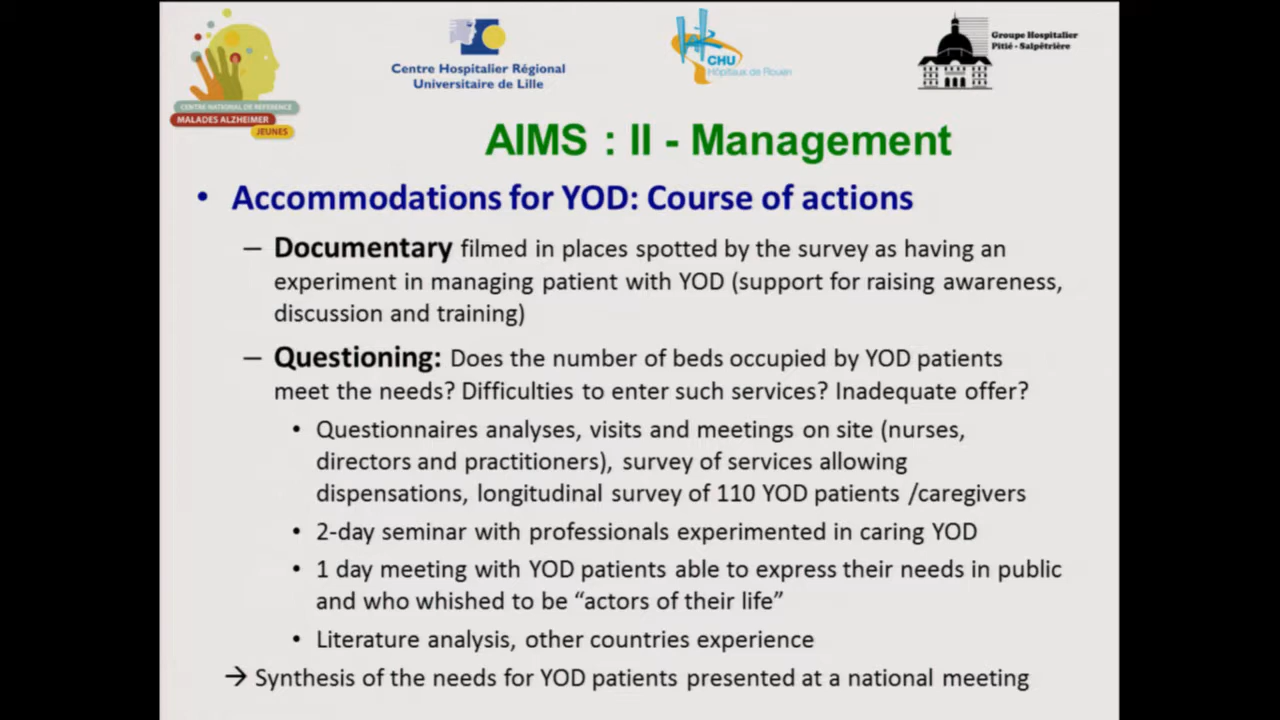 CENTRE NATIONAL DE REFERENCE
MALADES ALZHEIMER
JEUNES
Centre Hospitalier Régional
Universitaire de Lille
CHU
Hôpitaux de Rouen
Groupe Hospitalier
Pitié - Salpêtrière
AIMS : II - Management
• Accommodations for YOD: Course of actions
– Documentary filmed in places spotted by the survey as having an
experiment in managing patient with YOD (support for raising awareness,
discussion and training)
– Questioning: Does the number of beds occupied by YOD patients
meet the needs? Difficulties to enter such services? Inadequate offer?
• Questionnaires analyses, visits and meetings on site (nurses,
directors and practitioners), survey of services allowing
dispensations, longitudinal survey of 110 YOD patients /caregivers
• 2-day seminar with professionals experimented in caring YOD
• 1 day meeting with YOD patients able to express their needs in public
and who whished to be “actors of their life”
• Literature analysis, other countries experience
→ Synthesis of the needs for YOD patients presented at a national meeting